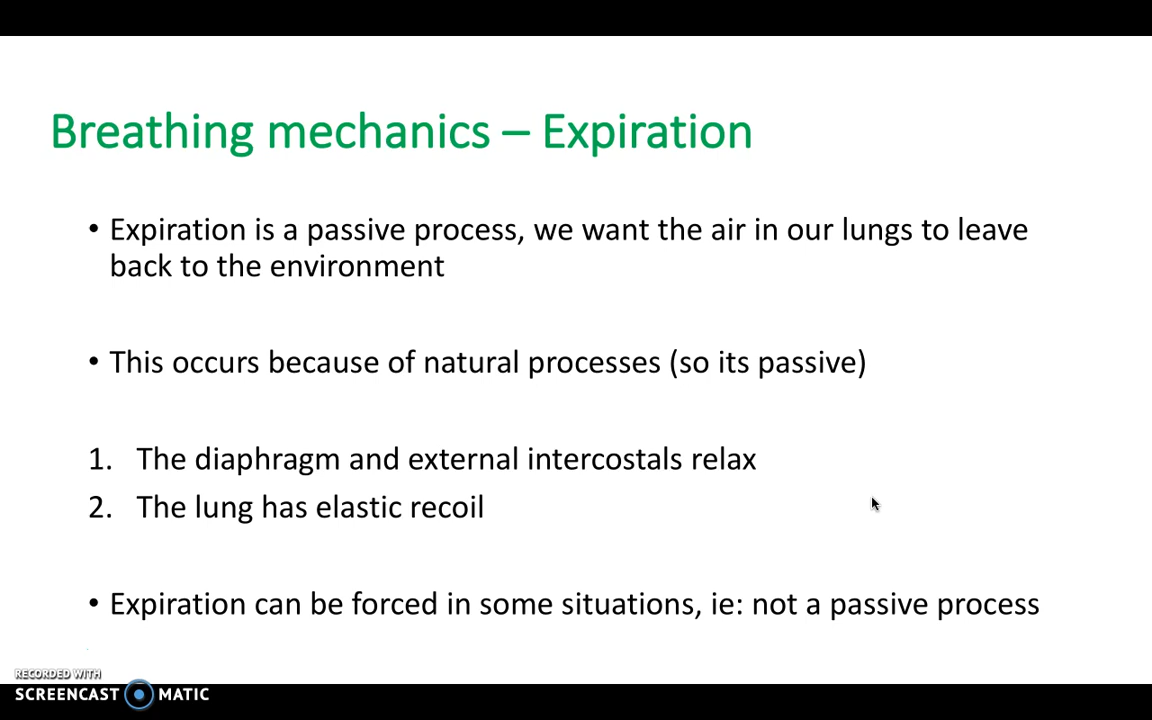 Breathing mechanics – Expiration
• Expiration is a passive process, we want the air in our lungs to leave
back to the environment
• This occurs because of natural processes (so its passive)
1. The diaphragm and external intercostals relax
2. The lung has elastic recoil
• Expiration can be forced in some situations, ie: not a passive process
RECORDED WITH
SCREENCAST MATIC